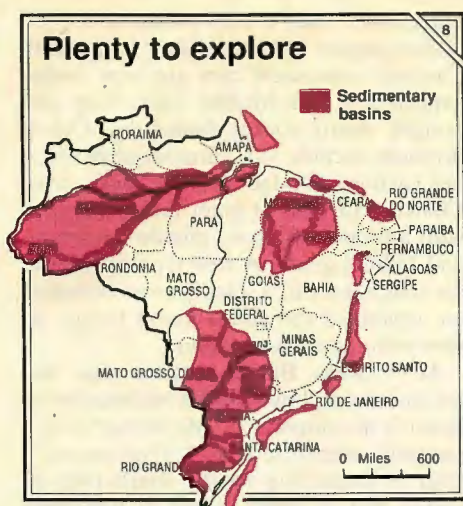 8
Plenty to explore
Sedimentary
basins
RORAIMA
AMAPA
CEARA
RIO GRANDE
DO NORTE
PARAIBA
PERNAMBUCO
ALAGOAS
SERGIPE
PARA
RONDONIA
MATO
GROSSO
GOIAS
BAHIA
DISTRITO
FEDERAL
MINAS
GERAIS
MATO GROSSO
ESPIRITO SANTO
RIO DE JANEIRO
CATARINA
RIO GRANDE
0 Miles 600